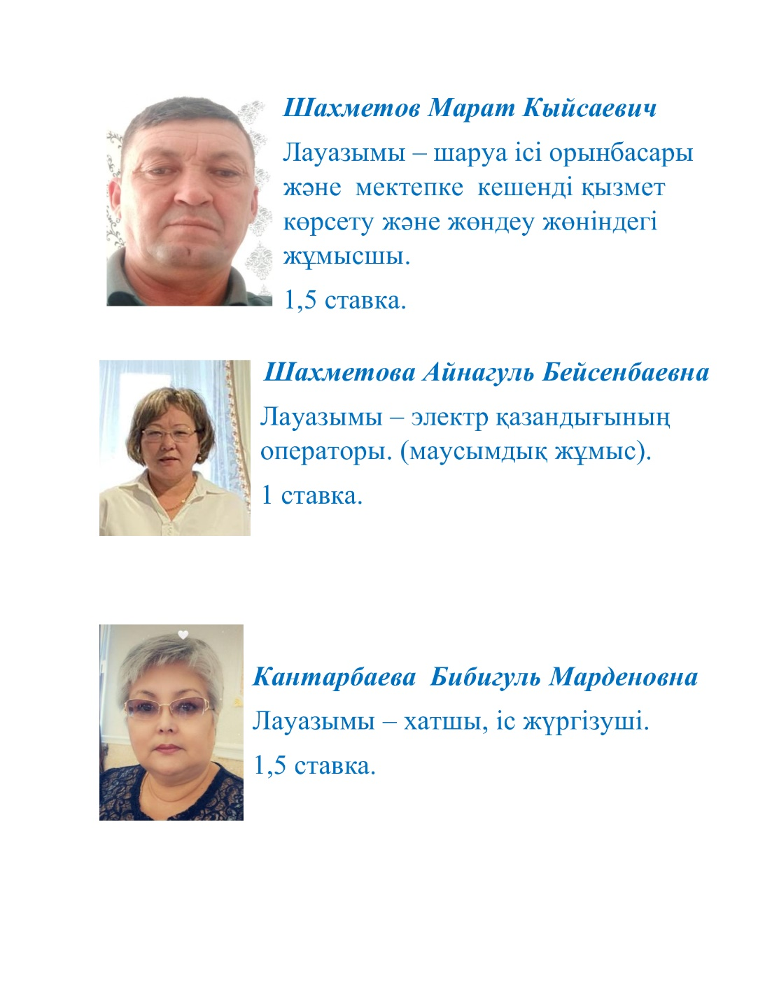 Шахметов Марат Кыйсаевич
Лауазымы – шаруа ісі орынбасары
және мектепке кешенді қызмет
көрсету және жөндеу жөніндегі
жұмысшы.
1,5 ставка.
Шахметова Айнагуль Бейсенбаевна
Лауазымы – электр қазандығының
операторы. (маусымдық жұмыс).
1 ставка.
Кантарбаева Бибигуль Марденовна
Лауазымы – хатшы, іс жүргізуші.
1,5 ставка.